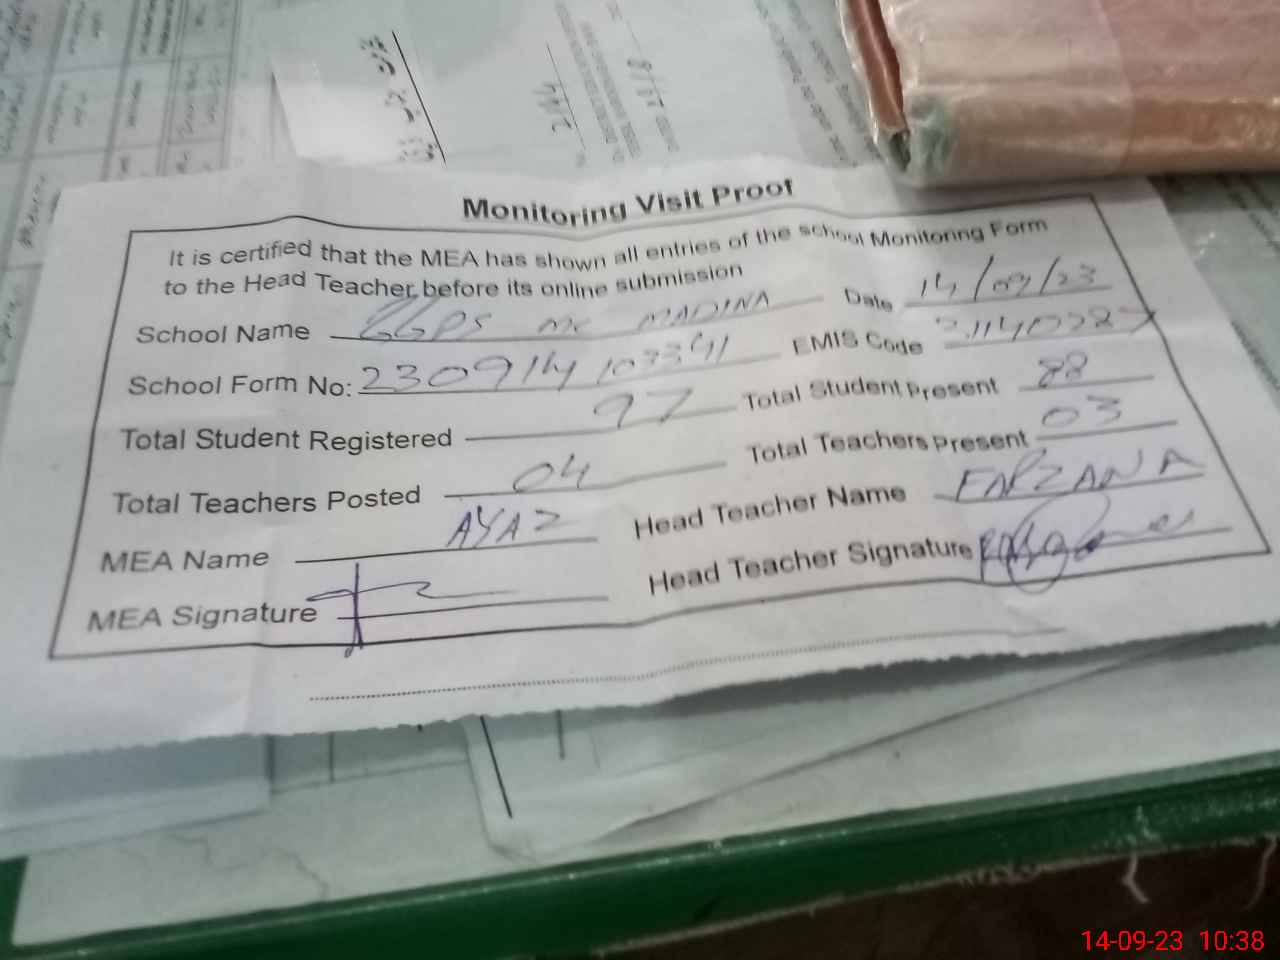 Monitoring Visit Proof
It is certified that the MEA has shown all entries of the school Monitoring Form
to the Head Teacher before its online submission
School Name GGPS MC MADINA Date 14/09/23
School Form No: 230914 103341 EMIS Code
Total Student Registered 97 Total Student Present 88
Total Teachers Posted 04 Total Teachers Present 03
MEA Name AYAZ Head Teacher Name FARZANA
MEA Signature Head Teacher Signature
14-09-23 10:38